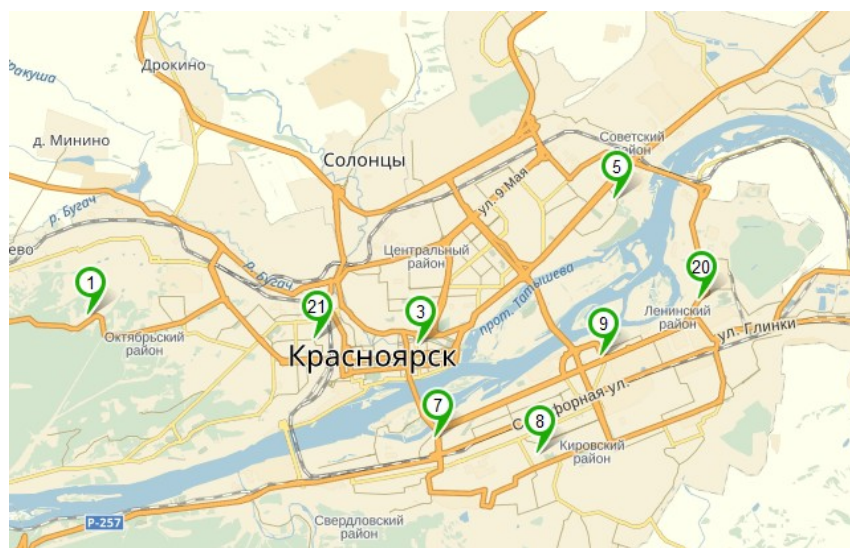 Дрокино
д. Минино
Солонцы
Советский
район
5
ул. 9 Мая
р. Бугач
р. Бугач
Центральный
район
прот. Татышева
1
21
3
20
9
Октябрьский
район
Ленинский
район
ул. Глинки
Красноярск
7
8
Кировский
район
Р-257
Свердловский
район